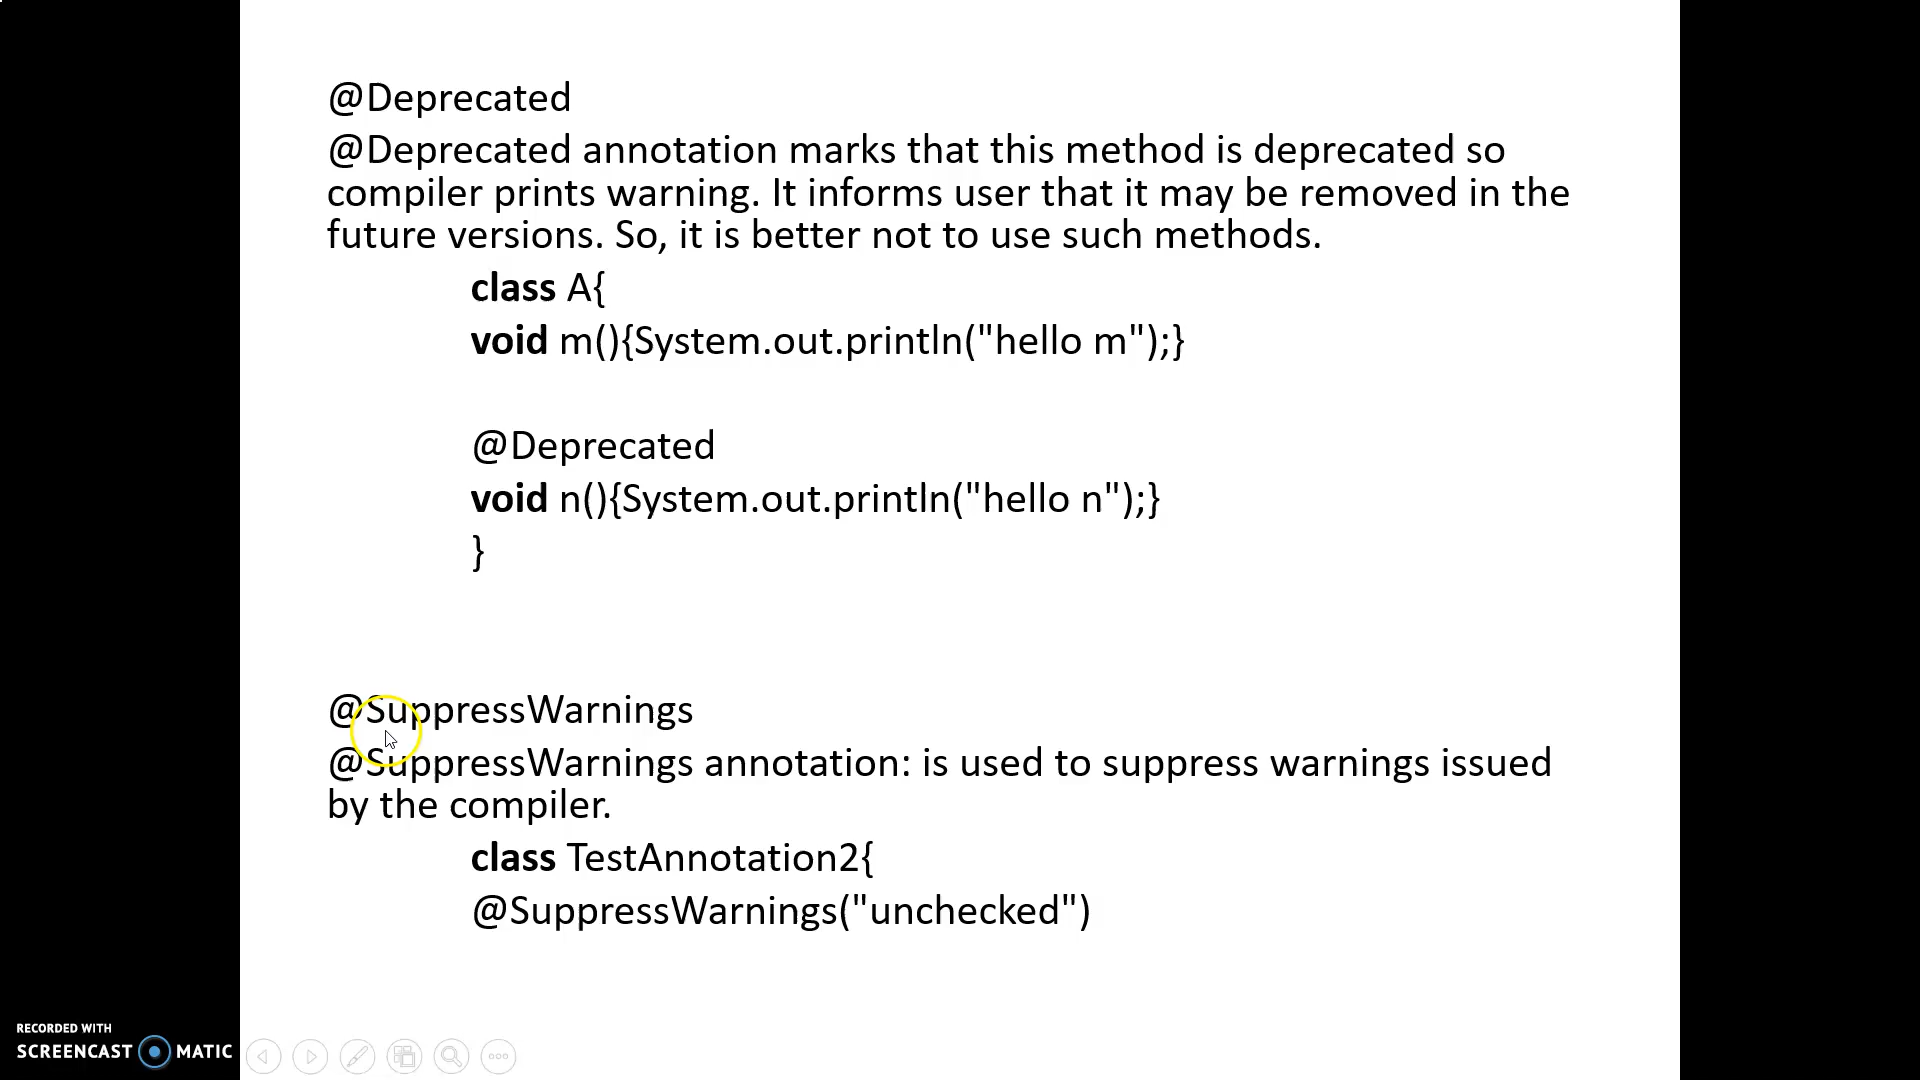 @Deprecated
@Deprecated annotation marks that this method is deprecated so
compiler prints warning. It informs user that it may be removed in the
future versions. So, it is better not to use such methods.
class A{
void m(){System.out.println("hello m");}
@Deprecated
void n(){System.out.println("hello n");}
}
@SuppressWarnings
@SuppressWarnings annotation: is used to suppress warnings issued
by the compiler.
class TestAnnotation2{
@SuppressWarnings("unchecked")
RECORDED WITH
SCREENCAST MATIC